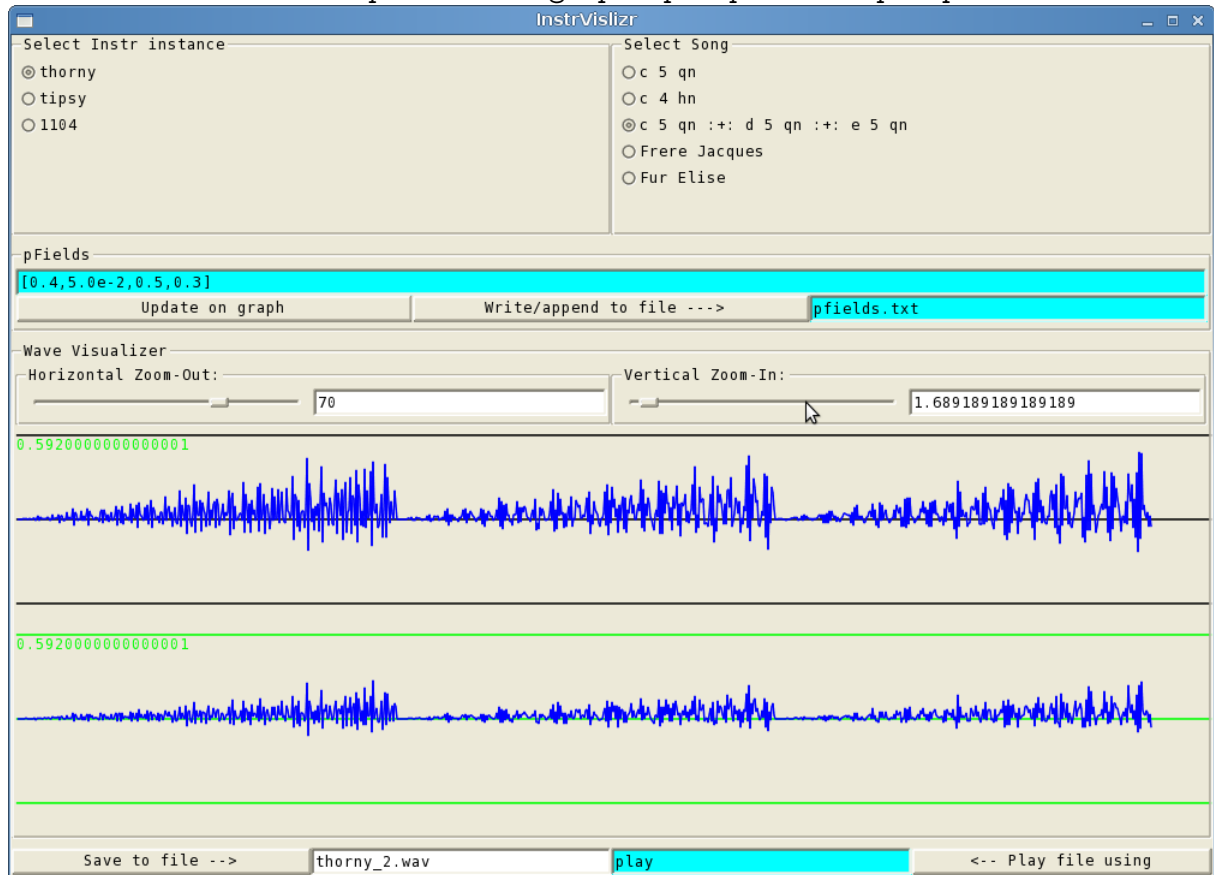 InstrVislizr
Select Instr instance
thorny
tipsy
1104
Select Song
c 5 qn
c 4 hn
c 5 qn :+: d 5 qn :+: e 5 qn
Frere Jacques
Fur Elise
pFields
[0.4,5.0e-2,0.5,0.3]
Update on graph
Write/append to file --->
pfields.txt
Wave Visualizer
Horizontal Zoom-Out:
70
Vertical Zoom-In:
1.689189189189189
0.5920000000000001
0.5920000000000001
Save to file -->
thorny_2.wav
play
<-- Play file using